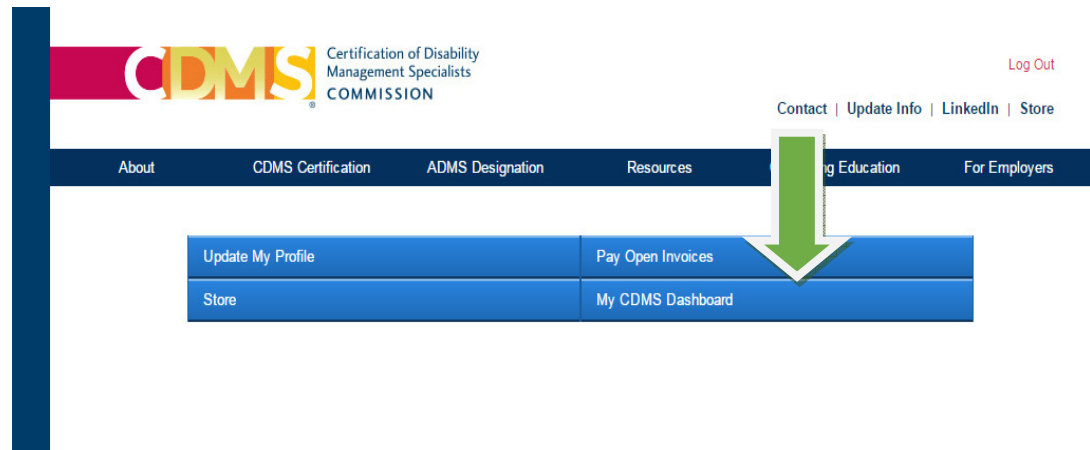 CDMS®
Certification of Disability
Management Specialists
COMMISSION
Log Out
Contact | Update Info | LinkedIn | Store
About CDMS Certification ADMS Designation Resources Education For Employers
Update My Profile Pay Open Invoices
Store My CDMS Dashboard